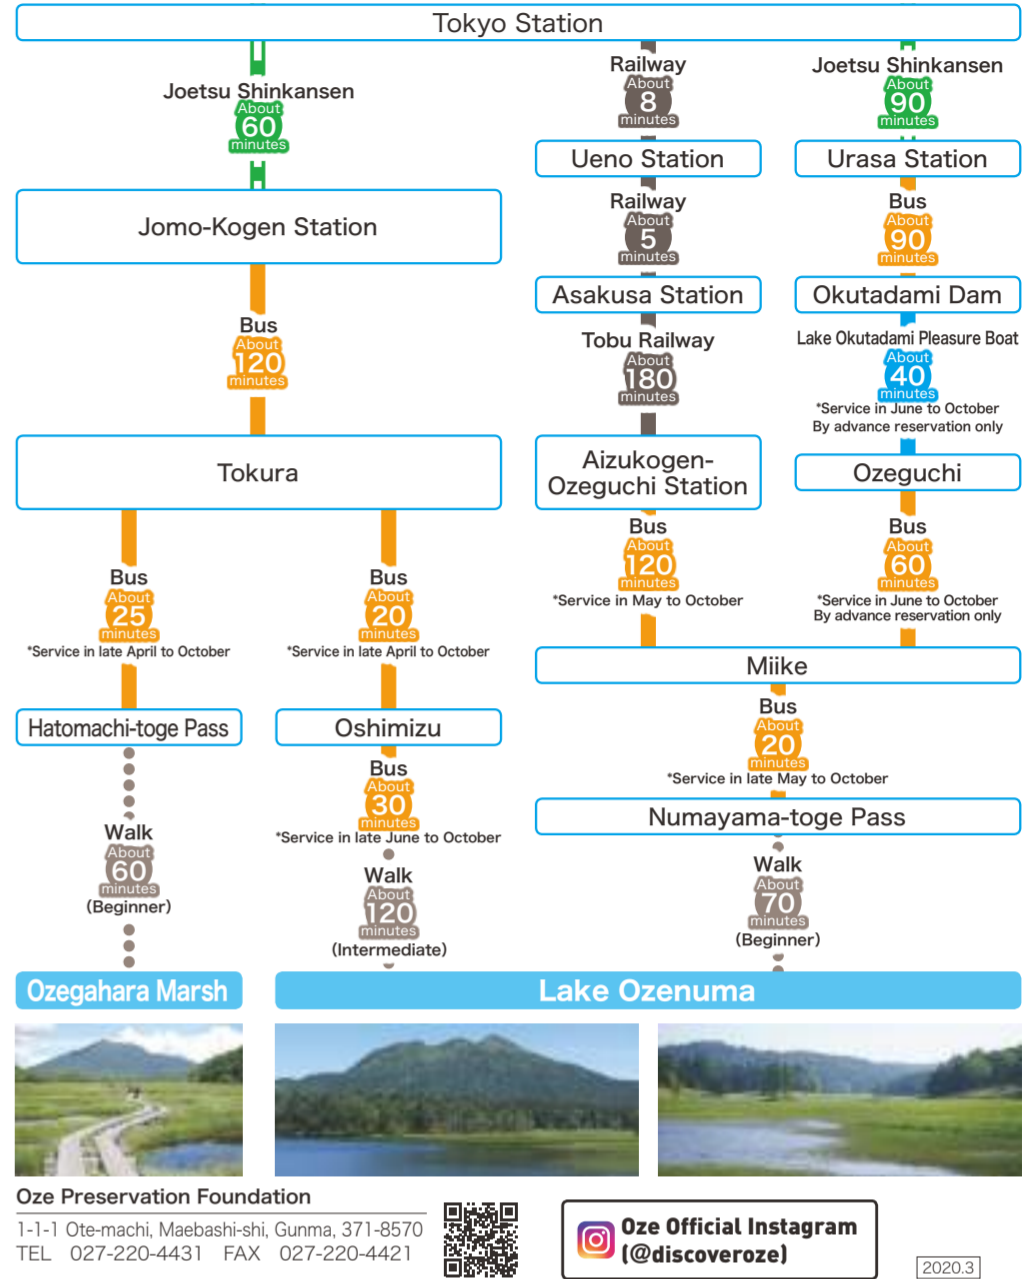 Tokyo Station
Joetsu Shinkansen
About
60
minutes
Jomo-Kogen Station
Bus
About
120
minutes
Tokura
Bus
About
25
minutes
*Service in late April to October
Hatomachi-toge Pass
Walk
About
60
minutes
(Beginner)
Ozegahara Marsh
Bus
About
20
minutes
*Service in late April to October
Oshimizu
Bus
About
30
minutes
*Service in late June to October
Walk
About
120
minutes
(Intermediate)
Railway
About
8
minutes
Ueno Station
Railway
About
5
minutes
Asakusa Station
Tobu Railway
About
180
minutes
Aizukogen-
Ozeguchi Station
Bus
About
120
minutes
*Service in May to October
Joetsu Shinkansen
About
90
minutes
Urasa Station
Bus
About
90
minutes
Okutadami Dam
Lake Okutadami Pleasure Boat
About
40
minutes
*Service in June to October
By advance reservation only
Ozeguchi
Bus
About
60
minutes
*Service in June to October
By advance reservation only
Miike
Bus
About
20
minutes
*Service in late May to October
Numayama-toge Pass
Walk
About
70
minutes
(Beginner)
Lake Ozenuma
Oze Preservation Foundation
1-1-1 Ote-machi, Maebashi-shi, Gunma, 371-8570
TEL 027-220-4431 FAX 027-220-4421
Oze Official Instagram
(@discoveroze)
2020.3